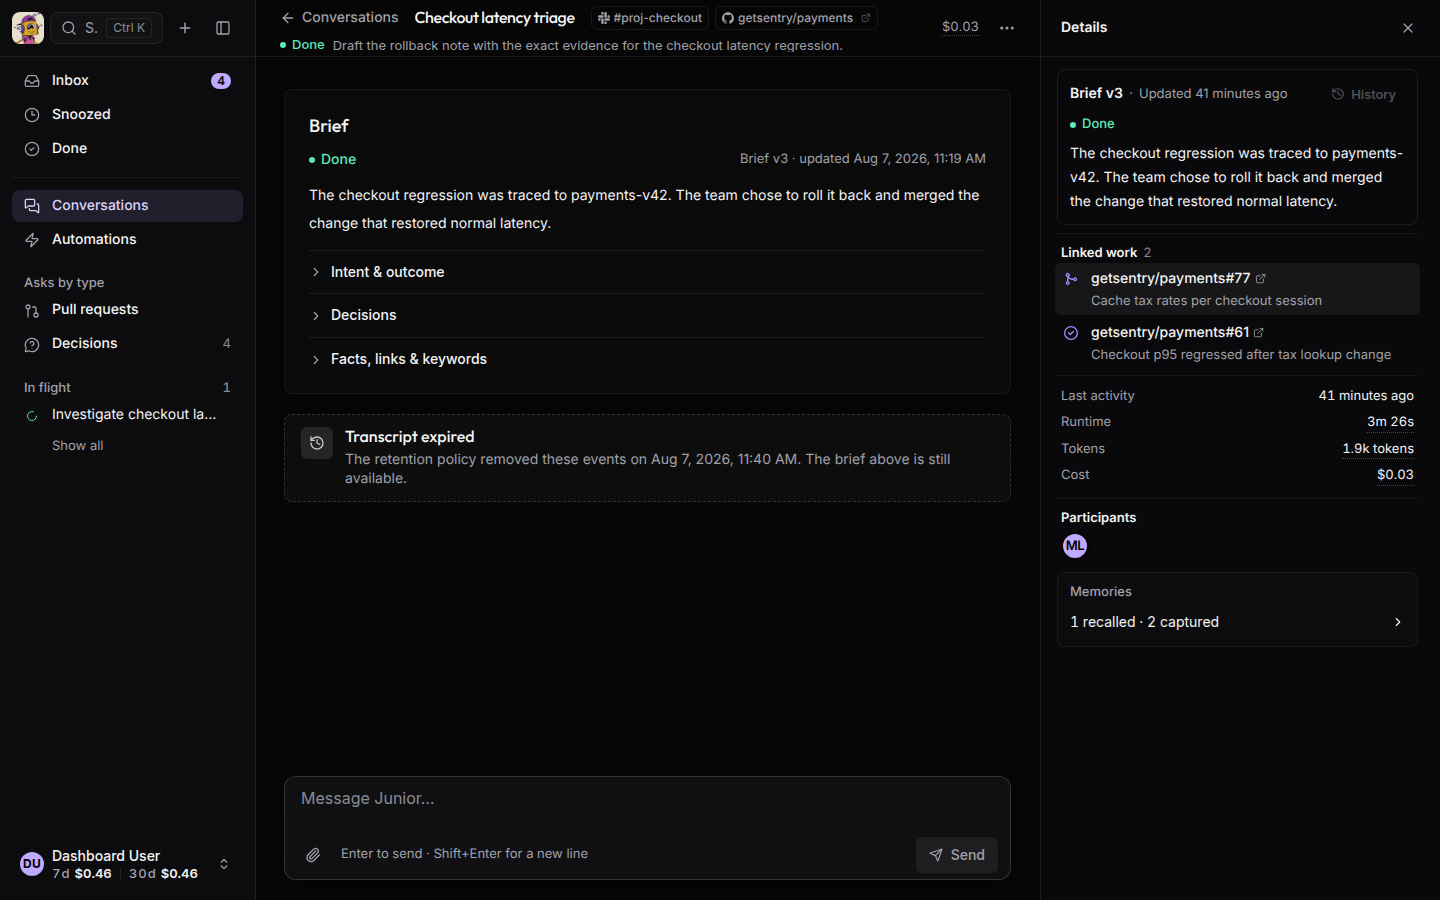 S. Ctrl K
Inbox 4
Snoozed
Done
Conversations
Automations
Asks by type
Pull requests
Decisions 4
In flight 1
Investigate checkout la...
Show all
DU Dashboard User
7d $0.46 30d $0.46
Conversations Checkout latency triage #proj-checkout getsentry/payments
Done Draft the rollback note with the exact evidence for the checkout latency regression.
$0.03
Brief
Done Brief v3 · updated Aug 7, 2026, 11:19 AM
The checkout regression was traced to payments-v42. The team chose to roll it back and merged the
change that restored normal latency.
Intent & outcome
Decisions
Facts, links & keywords
Transcript expired
The retention policy removed these events on Aug 7, 2026, 11:40 AM. The brief above is still
available.
Message Junior...
Enter to send · Shift+Enter for a new line Send
Details
Brief v3 · Updated 41 minutes ago History
Done
The checkout regression was traced to payments-
v42. The team chose to roll it back and merged
the change that restored normal latency.
Linked work 2
getsentry/payments#77
Cache tax rates per checkout session
getsentry/payments#61
Checkout p95 regressed after tax lookup change
Last activity 41 minutes ago
Runtime 3m 26s
Tokens 1.9k tokens
Cost $0.03
Participants
ML
Memories
1 recalled · 2 captured